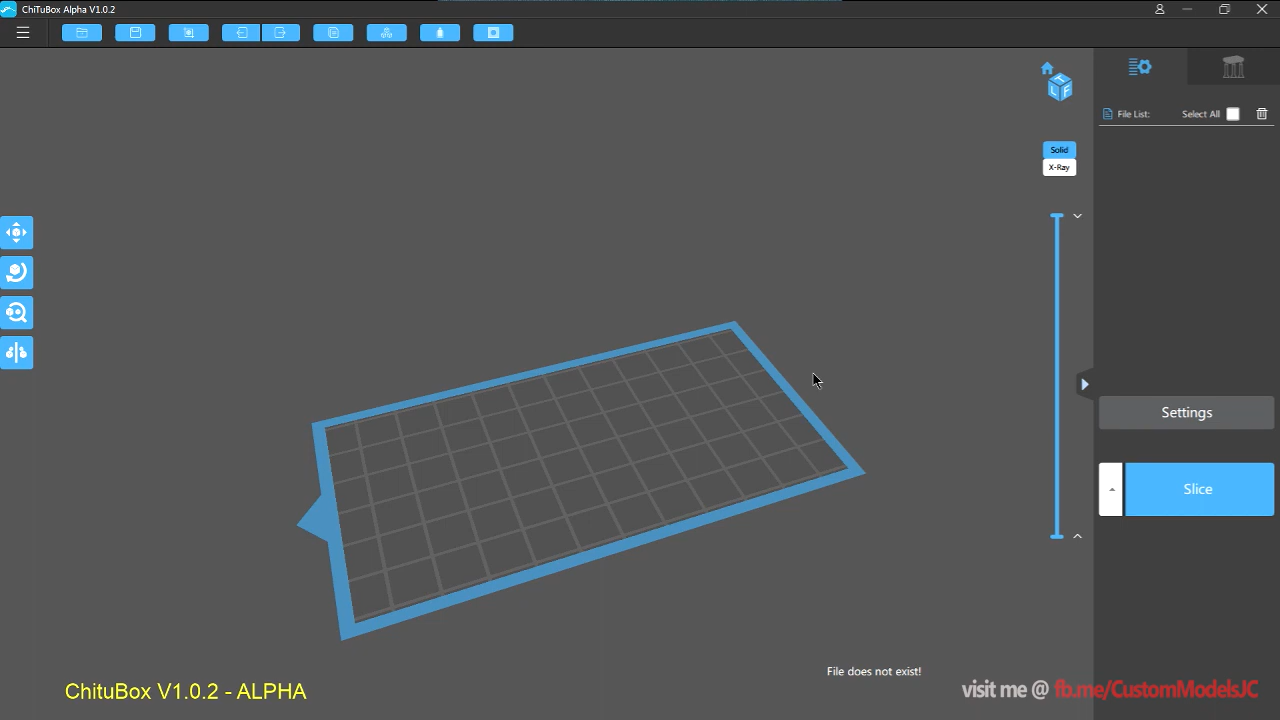 ChiTuBox Alpha V1.0.2
T
L F
File List:
Select All
Solid
X-Ray
Settings
Slice
File does not exist!
ChituBox V1.0.2 - ALPHA
visit me @ fb.me/CustomModelsJC